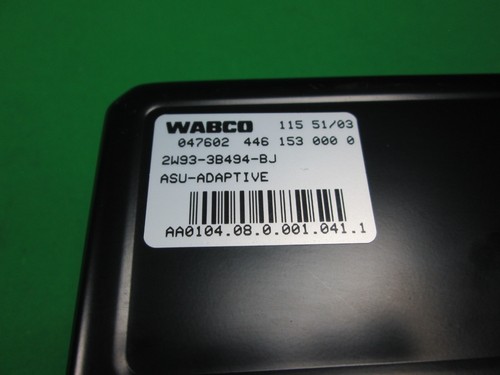 WABCO 115 51/03
047602 446 153 000 0
2W93-3B494-BJ
ASU-ADAPTIVE
AA0104.08.0.001.041.1